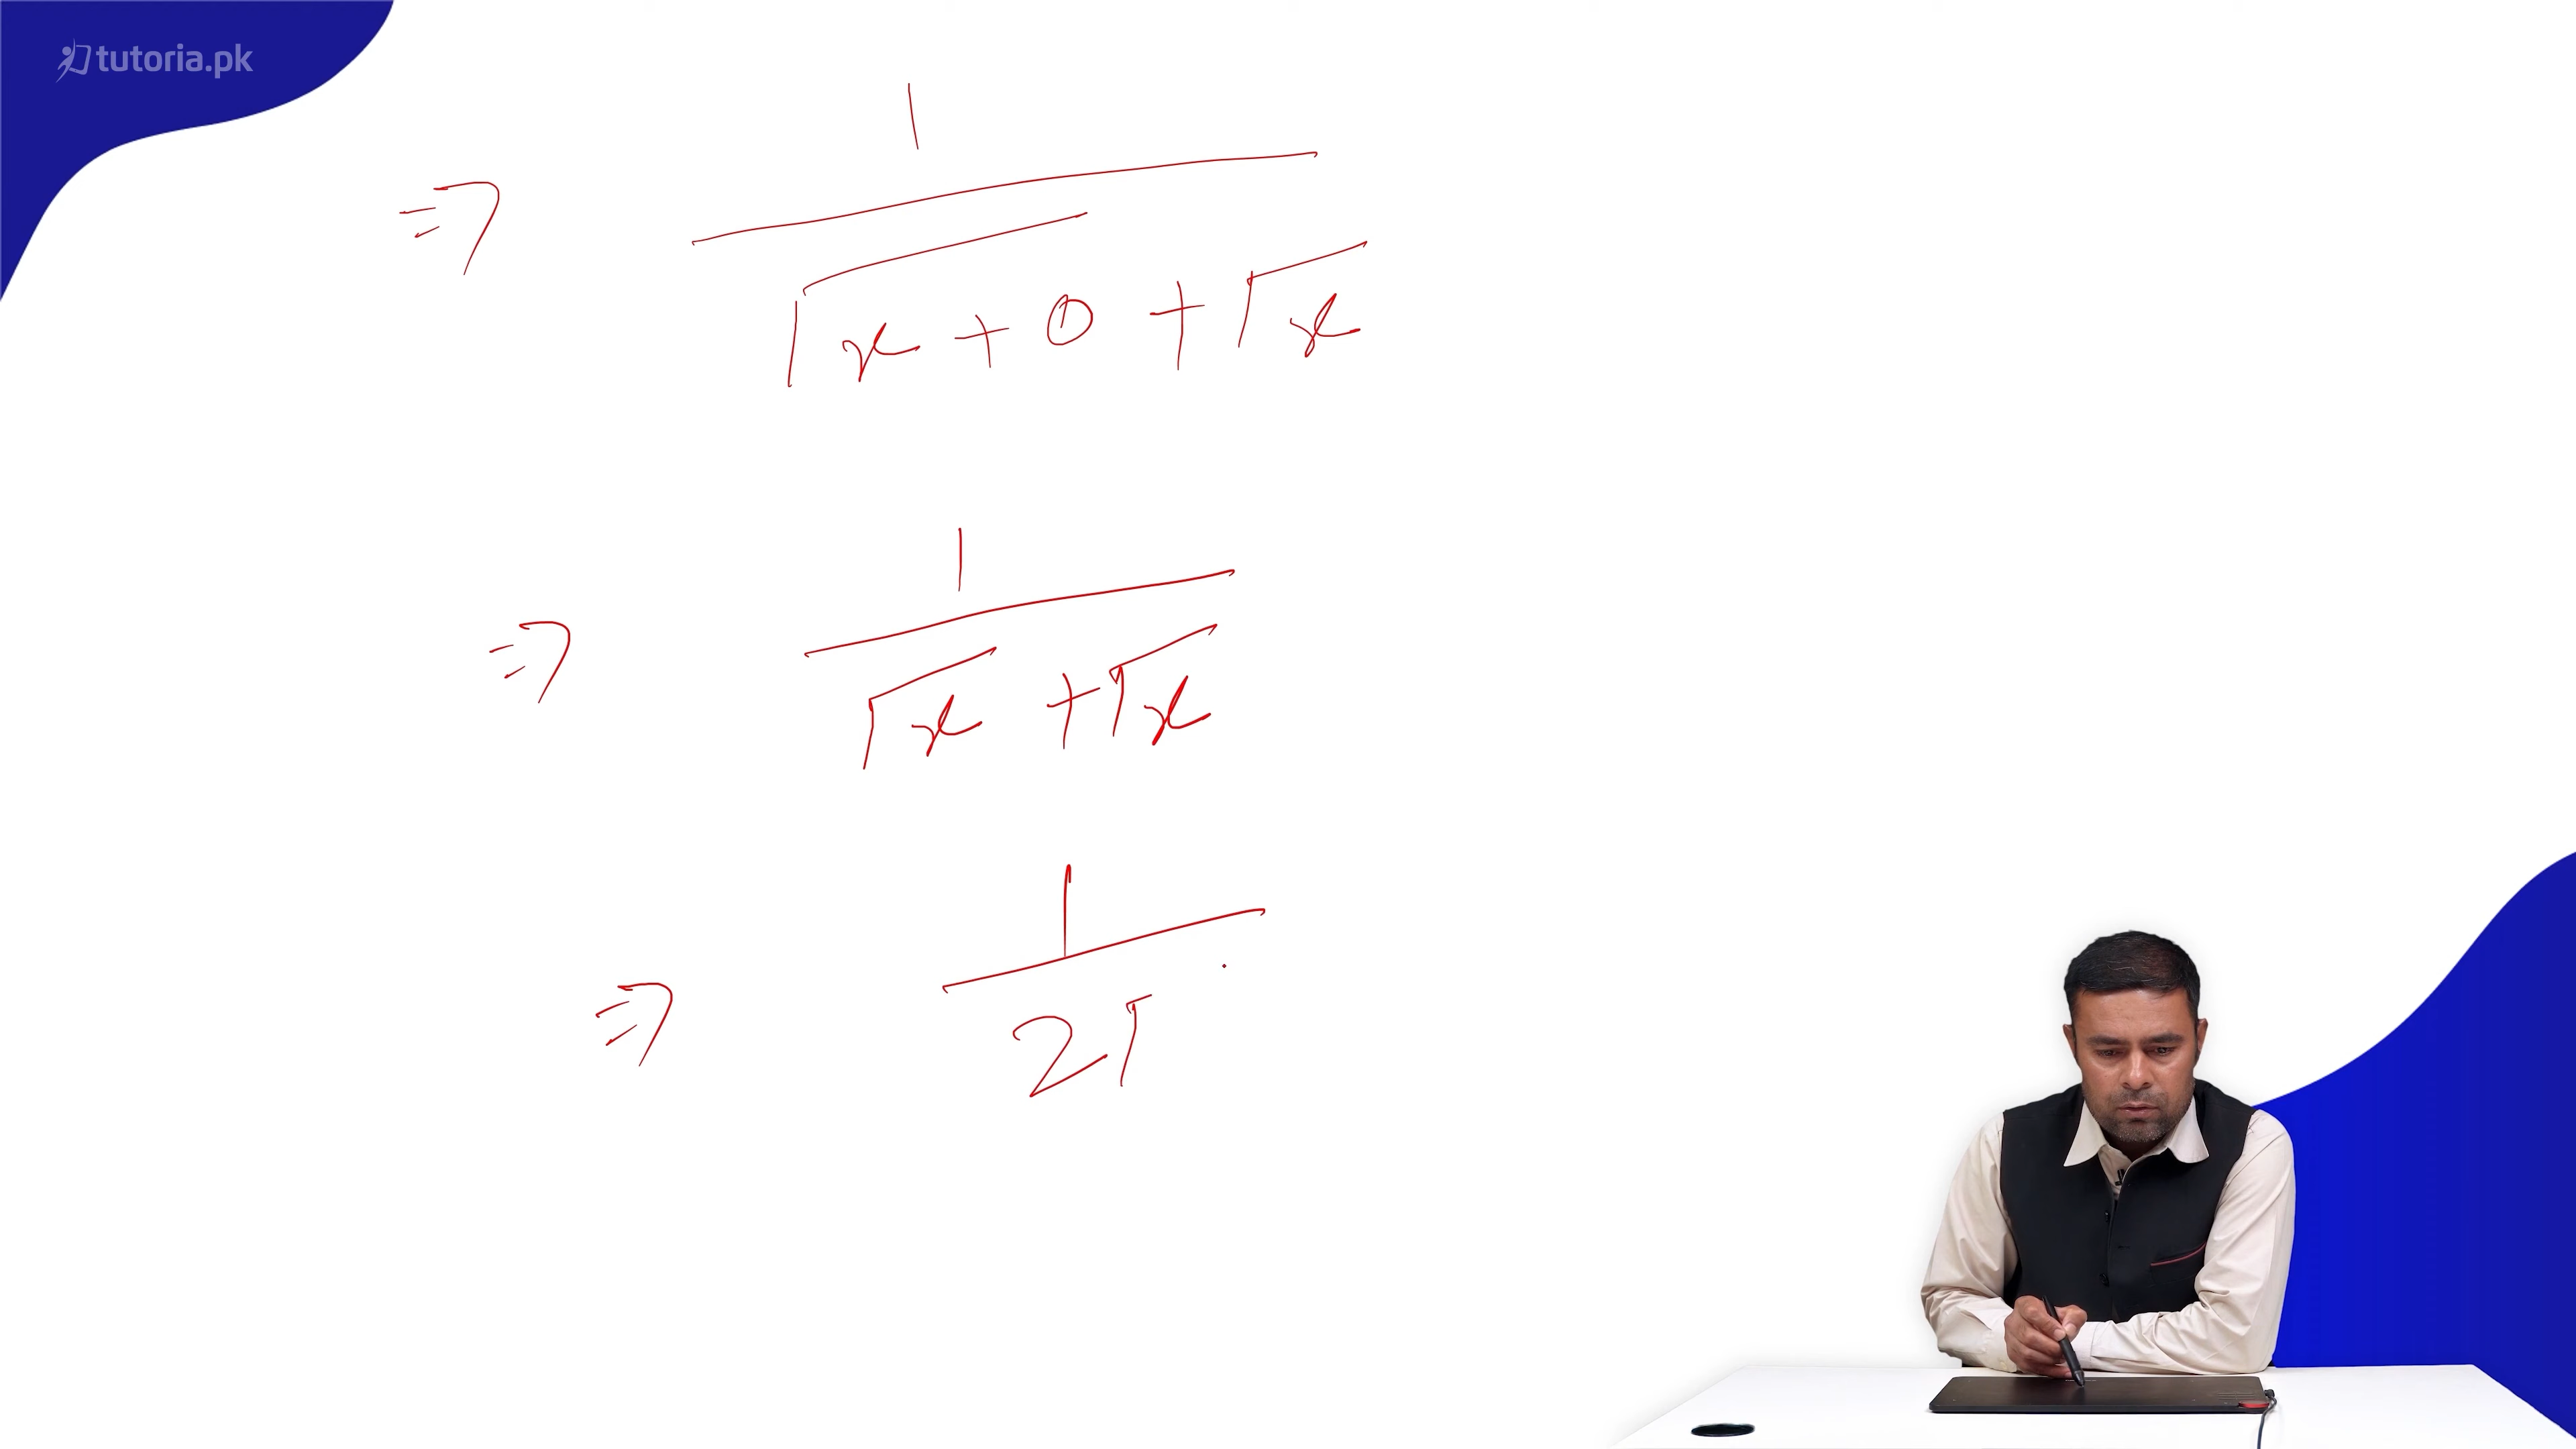 tutoria.pk
⇒ 1 / (√(x + 0) + √x)
⇒ 1 / (√x + √x)
⇒ 1 / 2√